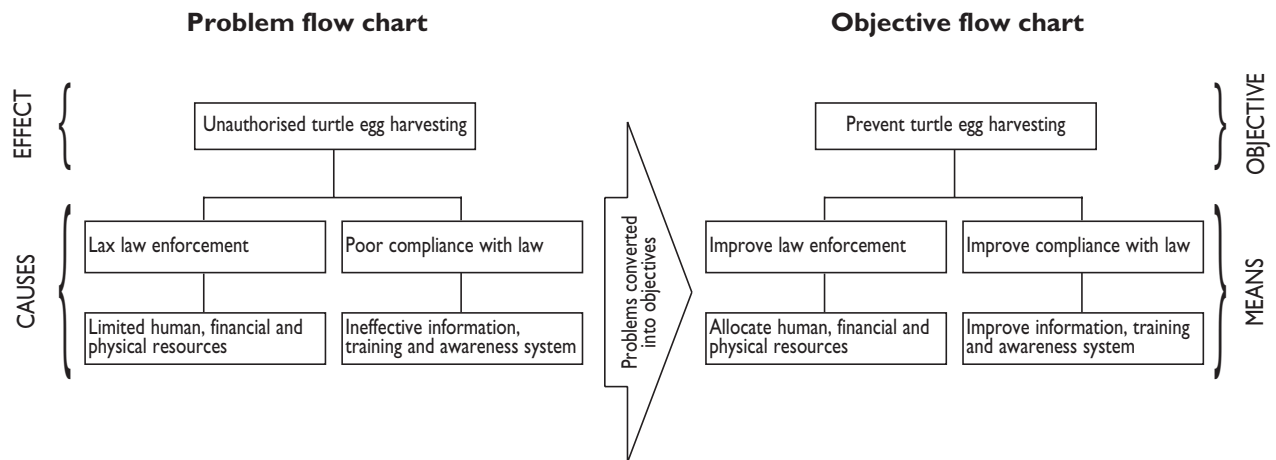 Problem flow chart
EFFECT
Unauthorised turtle egg harvesting
CAUSES
Lax law enforcement
Poor compliance with law
Limited human, financial and
physical resources
Ineffective information,
training and awareness system
Problems converted
into objectives
Objective flow chart
Prevent turtle egg harvesting
OBJECTIVE
Improve law enforcement
Improve compliance with law
Allocate human, financial and
physical resources
Improve information, training
and awareness system
MEANS